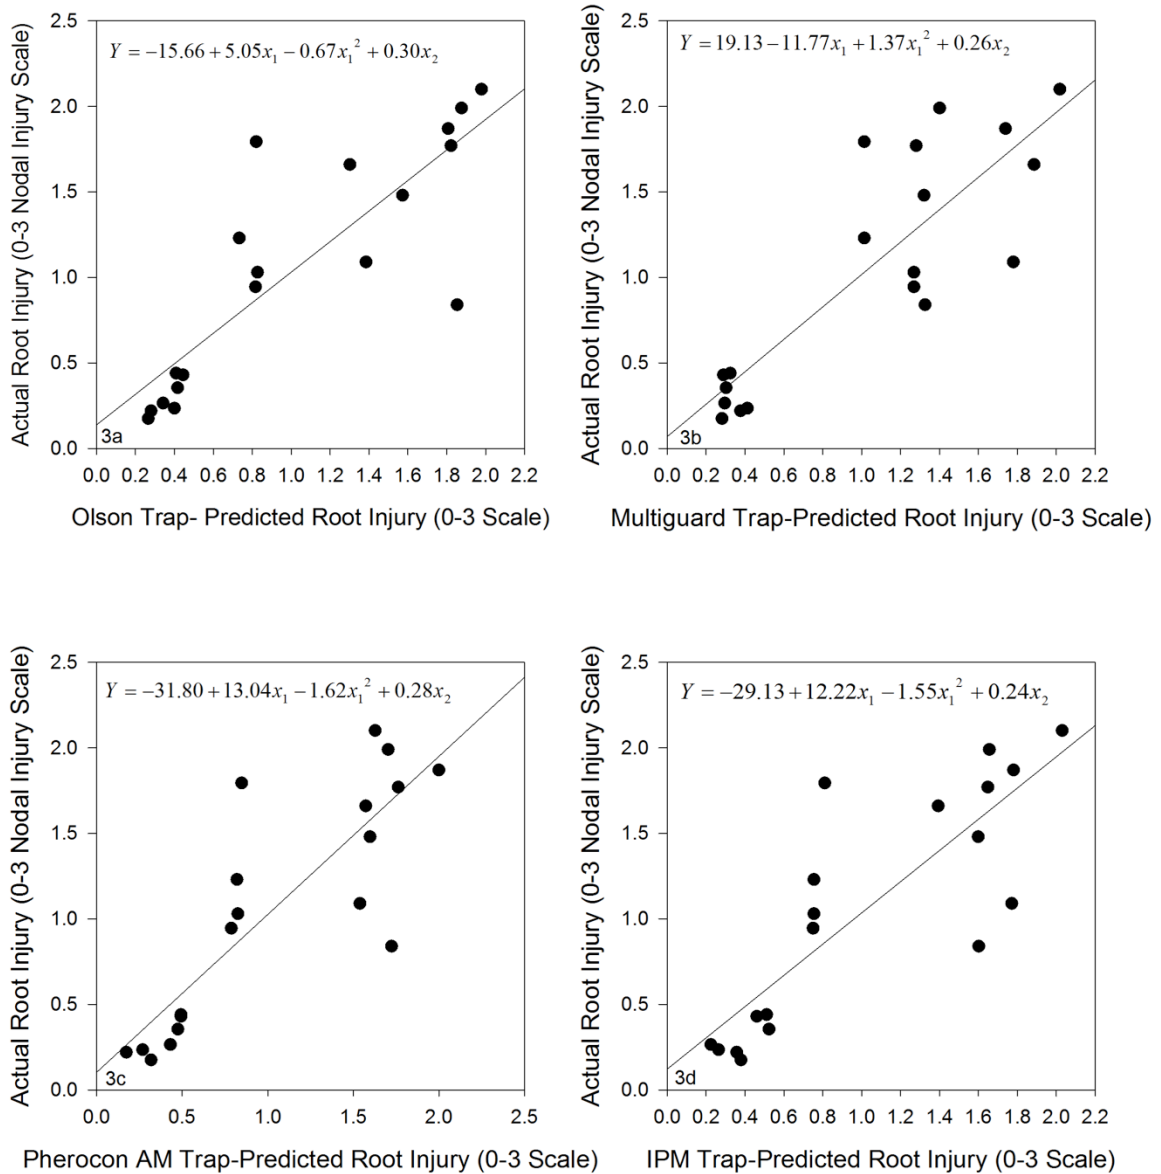 Actual Root Injury (0-3 Nodal Injury Scale)
2.5
2.0
1.5
1.0
0.5
0.0
Y = −15.66 + 5.05x₁ − 0.67x₁² + 0.30x₂
3a
0.0 0.2 0.4 0.6 0.8 1.0 1.2 1.4 1.6 1.8 2.0 2.2
Olson Trap- Predicted Root Injury (0-3 Scale)
Actual Root Injury (0-3 Nodal Injury Scale)
2.5
2.0
1.5
1.0
0.5
0.0
Y = 19.13 − 11.77x₁ + 1.37x₁² + 0.26x₂
3b
0.0 0.2 0.4 0.6 0.8 1.0 1.2 1.4 1.6 1.8 2.0 2.2
Multiguard Trap-Predicted Root Injury (0-3 Scale)
Actual Root Injury (0-3 Nodal Injury Scale)
2.5
2.0
1.5
1.0
0.5
0.0
Y = −31.80 + 13.04x₁ − 1.62x₁² + 0.28x₂
3c
0.0 0.5 1.0 1.5 2.0 2.5
Pherocon AM Trap-Predicted Root Injury (0-3 Scale)
Actual Root Injury (0-3 Nodal Injury Scale)
2.5
2.0
1.5
1.0
0.5
0.0
Y = −29.13 + 12.22x₁ − 1.55x₁² + 0.24x₂
3d
0.0 0.2 0.4 0.6 0.8 1.0 1.2 1.4 1.6 1.8 2.0 2.2
IPM Trap-Predicted Root Injury (0-3 Scale)